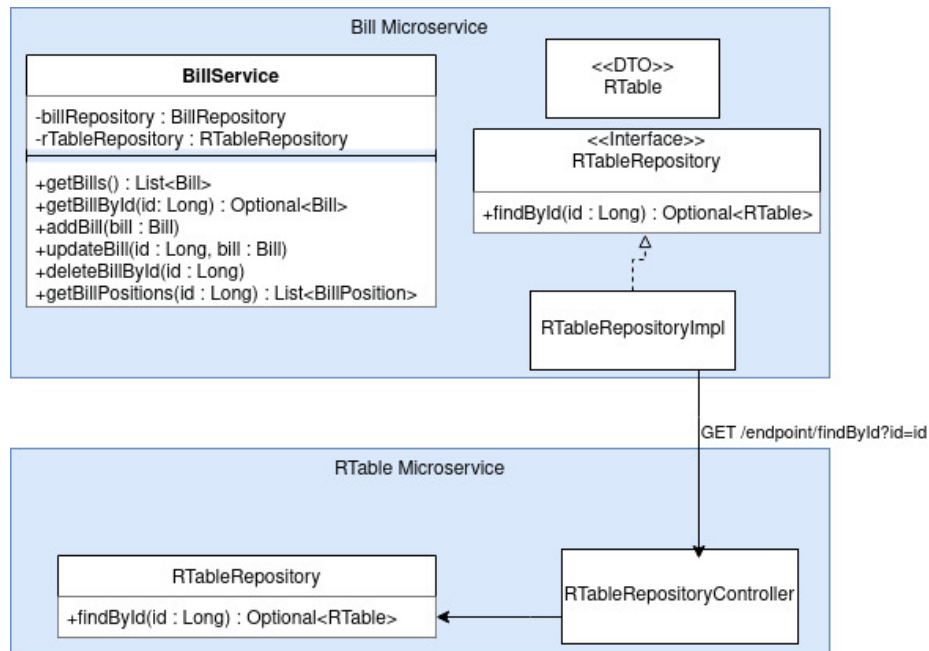 Bill Microservice
BillService
-billRepository : BillRepository
-rTableRepository : RTableRepository
+getBills() : List<Bill>
+getBillById(id: Long) : Optional<Bill>
+addBill(bill : Bill)
+updateBill(id : Long, bill : Bill)
+deleteBillById(id : Long)
+getBillPositions(id : Long) : List<BillPosition>
<<DTO>>
RTable
<<Interface>>
RTableRepository
+findById(id : Long) : Optional<RTable>
RTableRepositoryImpl
GET /endpoint/findById?id=id
RTable Microservice
RTableRepository
+findById(id : Long) : Optional<RTable>
RTableRepositoryController